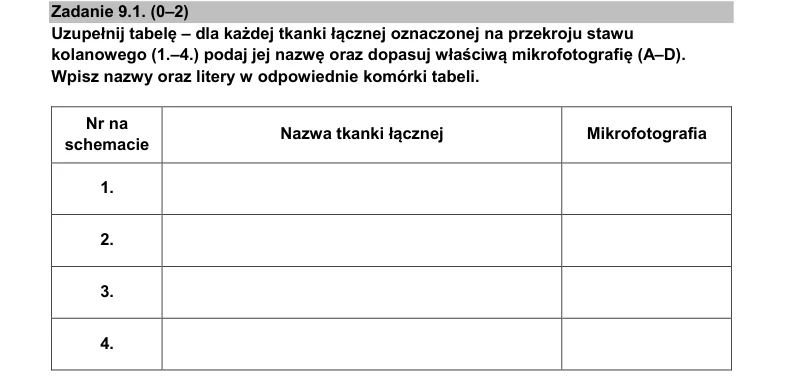 Zadanie 9.1. (0–2)
Uzupełnij tabelę – dla każdej tkanki łącznej oznaczonej na przekroju stawu
kolanowego (1.–4.) podaj jej nazwę oraz dopasuj właściwą mikrofotografię (A–D).
Wpisz nazwy oraz litery w odpowiednie komórki tabeli.
Nr na
schemacie
Nazwa tkanki łącznej
Mikrofotografia
1.
2.
3.
4.